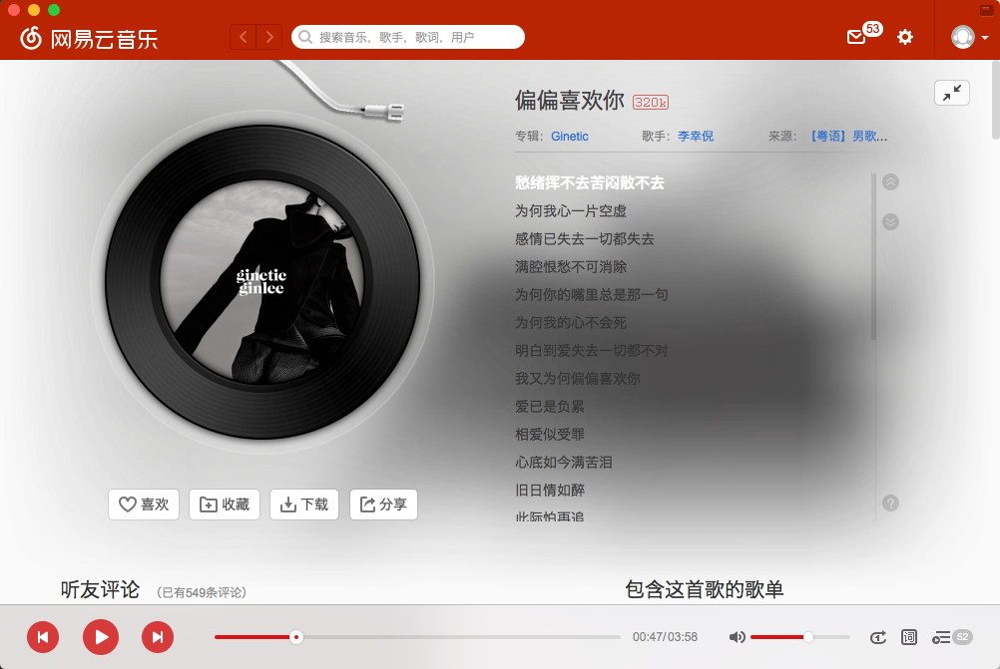 网易云音乐
搜索音乐，歌手，歌词，用户
53
偏偏喜欢你 320k
专辑：Ginetic 歌手：李幸倪 来源：【粤语】男歌...
愁绪挥不去苦闷散不去
为何我心一片空虚
感情已失去一切都失去
满腔恨愁不可消除
为何你的嘴里总是那一句
为何我的心不会死
明白到爱失去一切都不对
我又为何偏偏喜欢你
爱已是负累
相爱似受罪
心底如今满苦泪
旧日情如醉
此际怕再追
ginetic
ginlee
喜欢 收藏 下载 分享
?
听友评论 （已有549条评论）
包含这首歌的歌单
00:47/03:58
1
词
52